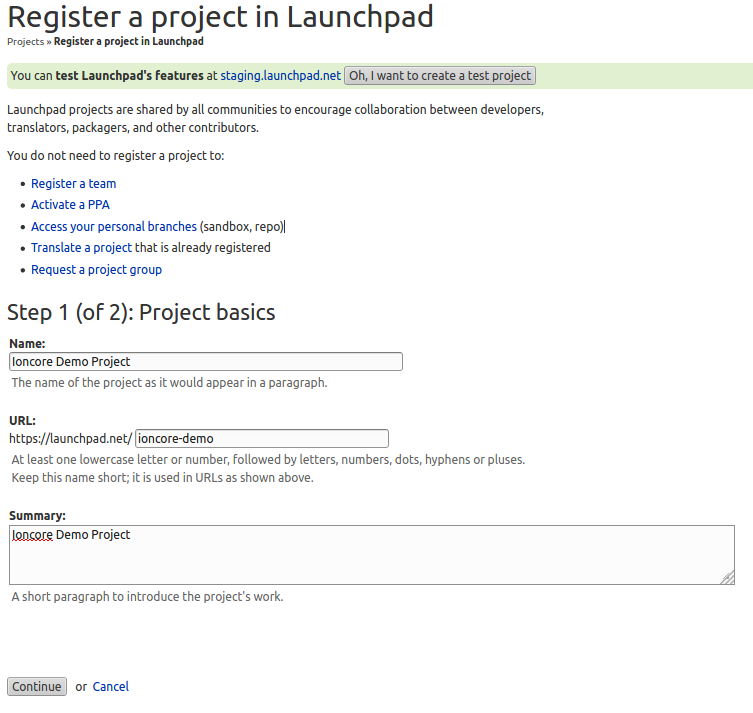 Register a project in Launchpad
Projects » Register a project in Launchpad
You can test Launchpad's features at staging.launchpad.net Oh, I want to create a test project
Launchpad projects are shared by all communities to encourage collaboration between developers,
translators, packagers, and other contributors.
You do not need to register a project to:
• Register a team
• Activate a PPA
• Access your personal branches (sandbox, repo)
• Translate a project that is already registered
• Request a project group
Step 1 (of 2): Project basics
Name:
Ioncore Demo Project
The name of the project as it would appear in a paragraph.
URL:
https://launchpad.net/ ioncore-demo
At least one lowercase letter or number, followed by letters, numbers, dots, hyphens or pluses.
Keep this name short; it is used in URLs as shown above.
Summary:
Ioncore Demo Project
A short paragraph to introduce the project's work.
Continue or Cancel